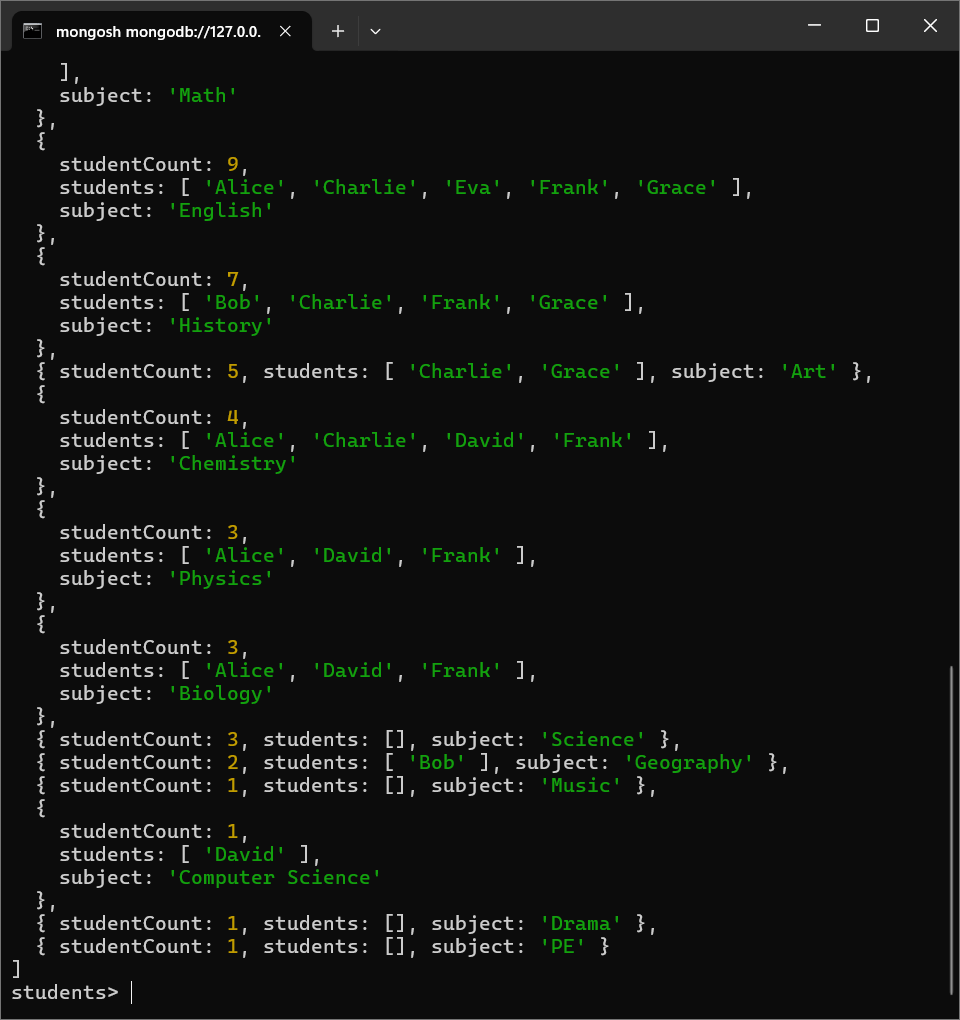 mongosh mongodb://127.0.0.
],
subject: 'Math'
},
{
studentCount: 9,
students: [ 'Alice', 'Charlie', 'Eva', 'Frank', 'Grace' ],
subject: 'English'
},
{
studentCount: 7,
students: [ 'Bob', 'Charlie', 'Frank', 'Grace' ],
subject: 'History'
},
{ studentCount: 5, students: [ 'Charlie', 'Grace' ], subject: 'Art' },
{
studentCount: 4,
students: [ 'Alice', 'Charlie', 'David', 'Frank' ],
subject: 'Chemistry'
},
{
studentCount: 3,
students: [ 'Alice', 'David', 'Frank' ],
subject: 'Physics'
},
{
studentCount: 3,
students: [ 'Alice', 'David', 'Frank' ],
subject: 'Biology'
},
{ studentCount: 3, students: [], subject: 'Science' },
{ studentCount: 2, students: [ 'Bob' ], subject: 'Geography' },
{ studentCount: 1, students: [], subject: 'Music' },
{
studentCount: 1,
students: [ 'David' ],
subject: 'Computer Science'
},
{ studentCount: 1, students: [], subject: 'Drama' },
{ studentCount: 1, students: [], subject: 'PE' }
]
students>